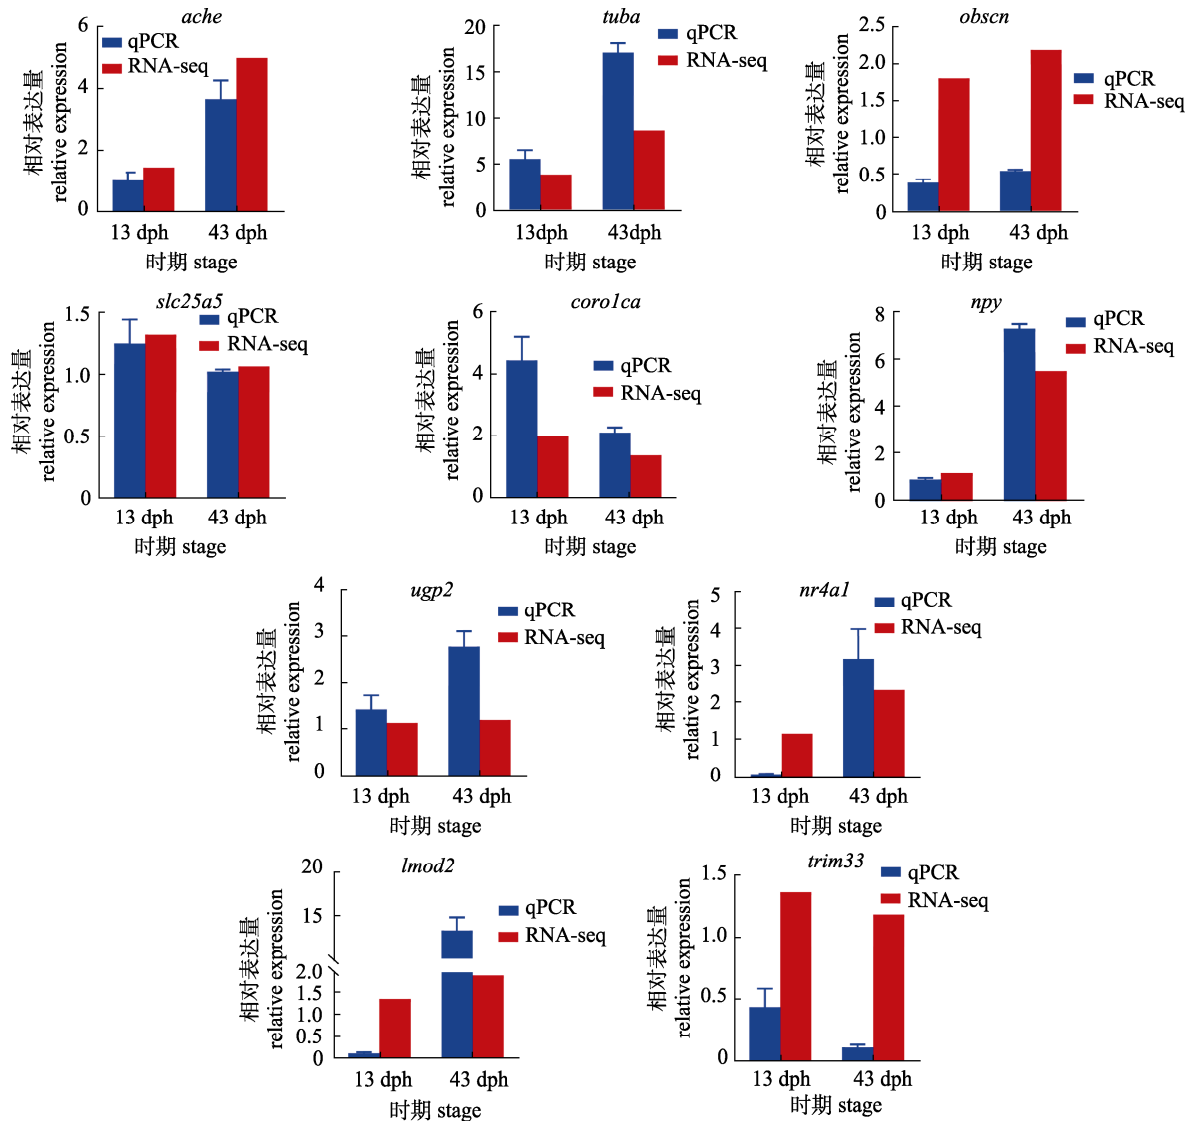 ache
6
4
2
0
qPCR
RNA-seq
相对表达量
relative expression
13 dph 43 dph
时期 stage
tuba
20
15
10
5
0
qPCR
RNA-seq
相对表达量
relative expression
13dph 43dph
时期 stage
obscn
2.5
2.0
1.5
1.0
0.5
0
qPCR
RNA-seq
相对表达量
relative expression
13 dph 43 dph
时期 stage
slc25a5
1.5
1.0
0.5
0
qPCR
RNA-seq
相对表达量
relative expression
13 dph 43 dph
时期 stage
coro1ca
6
4
2
0
qPCR
RNA-seq
相对表达量
relative expression
13 dph 43 dph
时期 stage
npy
8
6
4
2
0
qPCR
RNA-seq
相对表达量
relative expression
13 dph 43 dph
时期 stage
ugp2
4
3
2
1
0
qPCR
RNA-seq
相对表达量
relative expression
13 dph 43 dph
时期 stage
nr4a1
5
4
3
2
1
0
qPCR
RNA-seq
相对表达量
relative expression
13 dph 43 dph
时期 stage
lmod2
20
15
2.0
1.5
1.0
0.5
0
qPCR
RNA-seq
相对表达量
relative expression
13 dph 43 dph
时期 stage
trim33
1.5
1.0
0.5
0
qPCR
RNA-seq
相对表达量
relative expression
13 dph 43 dph
时期 stage